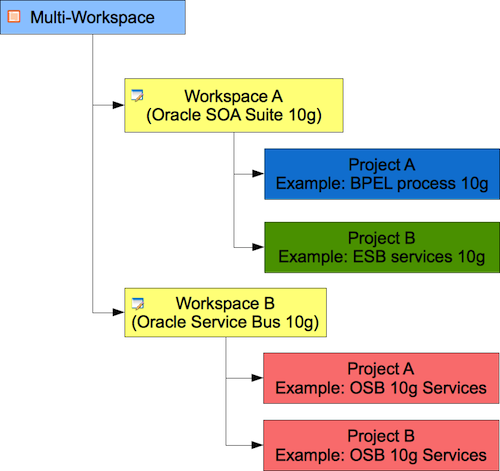 Multi-Workspace
Workspace A
(Oracle SOA Suite 10g)
Project A
Example: BPEL process 10g
Project B
Example: ESB services 10g
Workspace B
(Oracle Service Bus 10g)
Project A
Example: OSB 10g Services
Project B
Example: OSB 10g Services